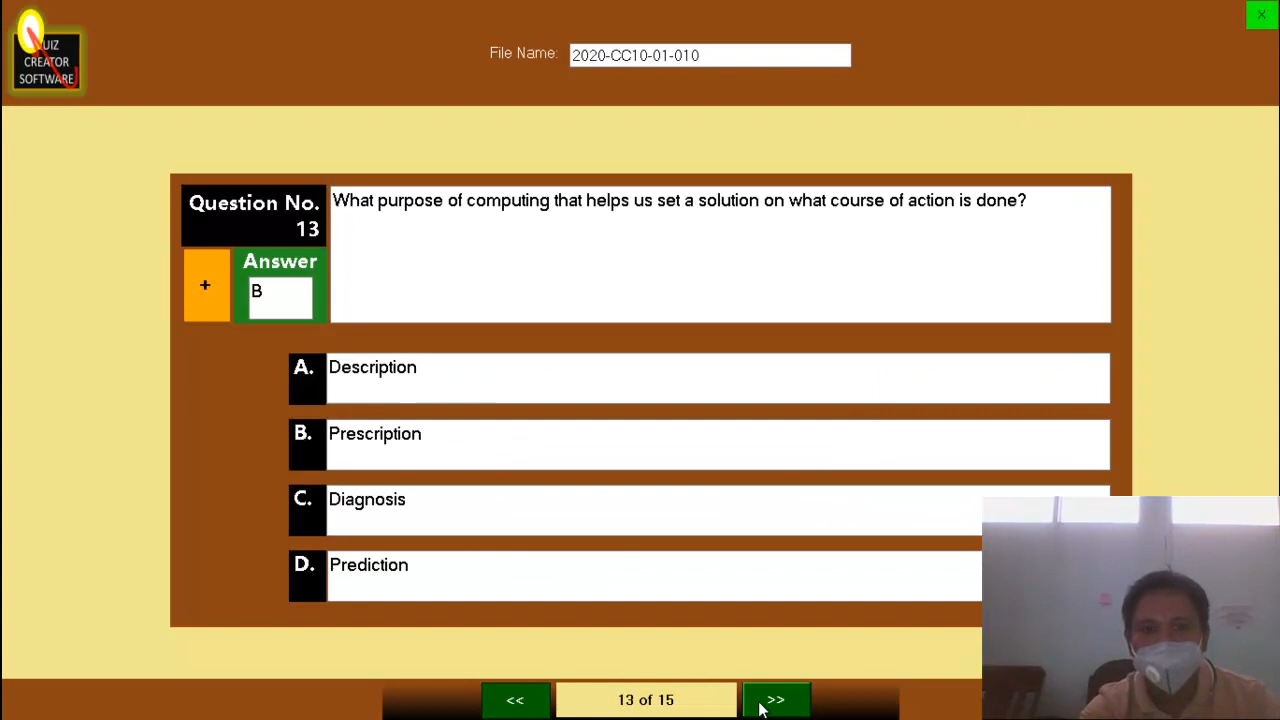 QUIZ
CREATOR
SOFTWARE
File Name:
2020-CC10-01-010
X
Question No.
13
What purpose of computing that helps us set a solution on what course of action is done?
+
Answer
B
A.
Description
B.
Prescription
C.
Diagnosis
D.
Prediction
<<
13 of 15
>>